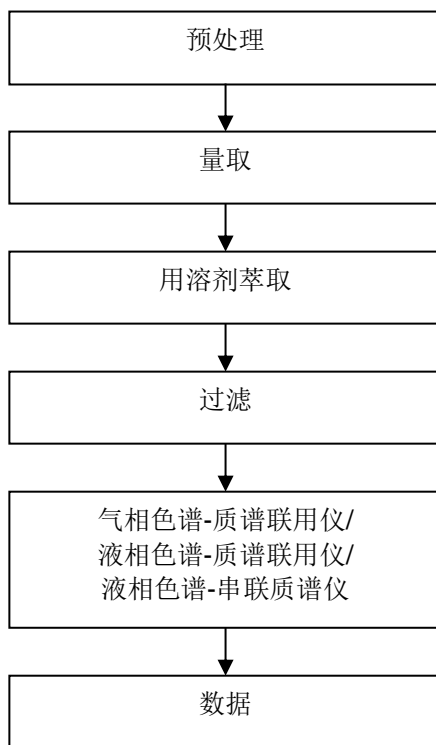 预处理
量取
用溶剂萃取
过滤
气相色谱-质谱联用仪/
液相色谱-质谱联用仪/
液相色谱-串联质谱仪
数据